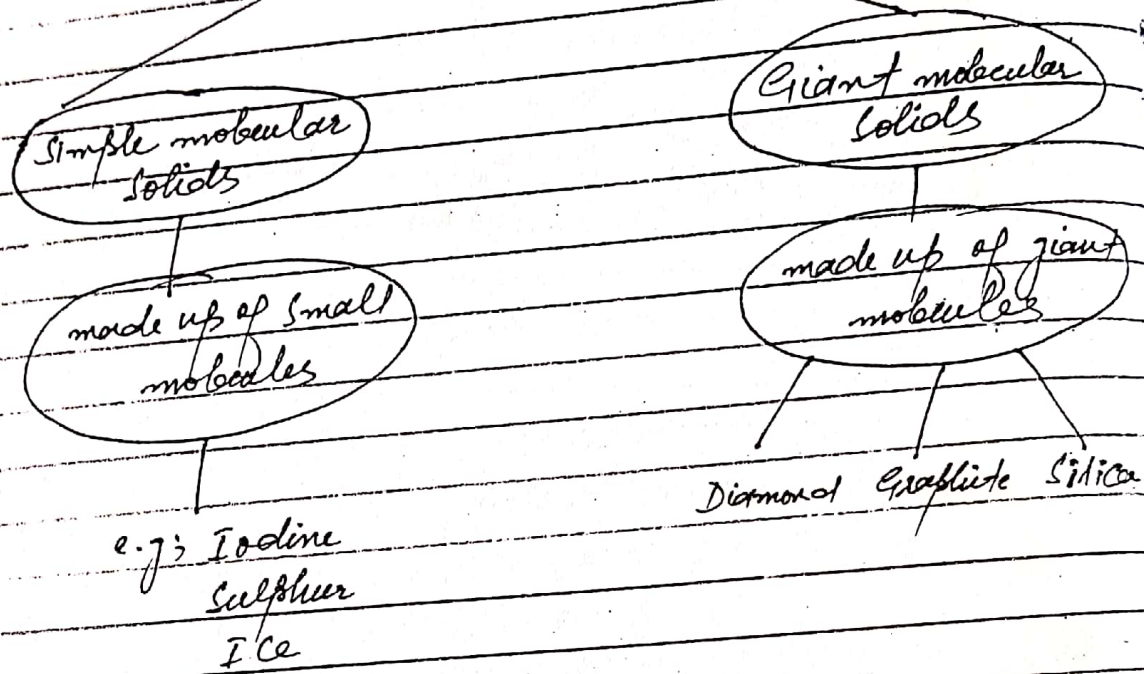 Simple molecular
Solids
made up of Small
molecules
e.g; Iodine
Sulphur
ICe
Giant molecular
Solids
made up of giant
molecules
Diamond Graphite Silica